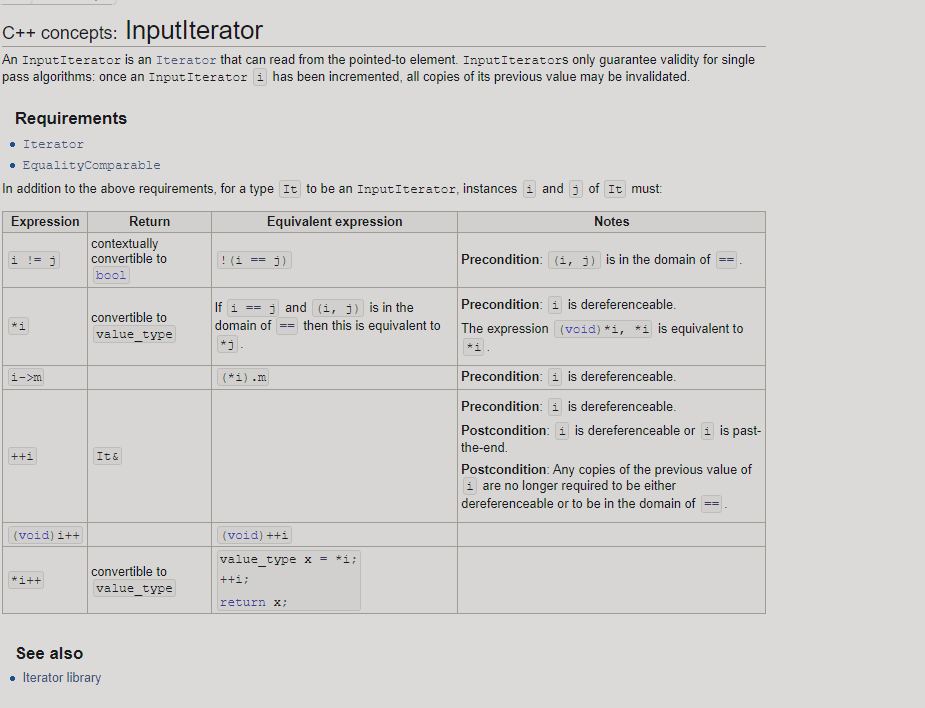 C++ concepts: InputIterator
An InputIterator is an Iterator that can read from the pointed-to element. InputIterators only guarantee validity for single
pass algorithms: once an InputIterator i has been incremented, all copies of its previous value may be invalidated.
Requirements
Iterator
EqualityComparable
In addition to the above requirements, for a type It to be an InputIterator, instances i and j of It must:
Expression Return Equivalent expression Notes
i != j
contextually
convertible to
bool
!(i == j)
Precondition: (i, j) is in the domain of ==.
*i
convertible to
value_type
If i == j and (i, j) is in the
domain of == then this is equivalent to
*j.
Precondition: i is dereferenceable.
The expression (void)*i, *i is equivalent to
*i.
i->m
(*i).m
Precondition: i is dereferenceable.
++i
It&
Precondition: i is dereferenceable.
Postcondition: i is dereferenceable or i is past-
the-end.
Postcondition: Any copies of the previous value of
i are no longer required to be either
dereferenceable or to be in the domain of ==.
(void)i++
(void)++i
*i++
convertible to
value_type
value_type x = *i;
++i;
return x;
See also
Iterator library